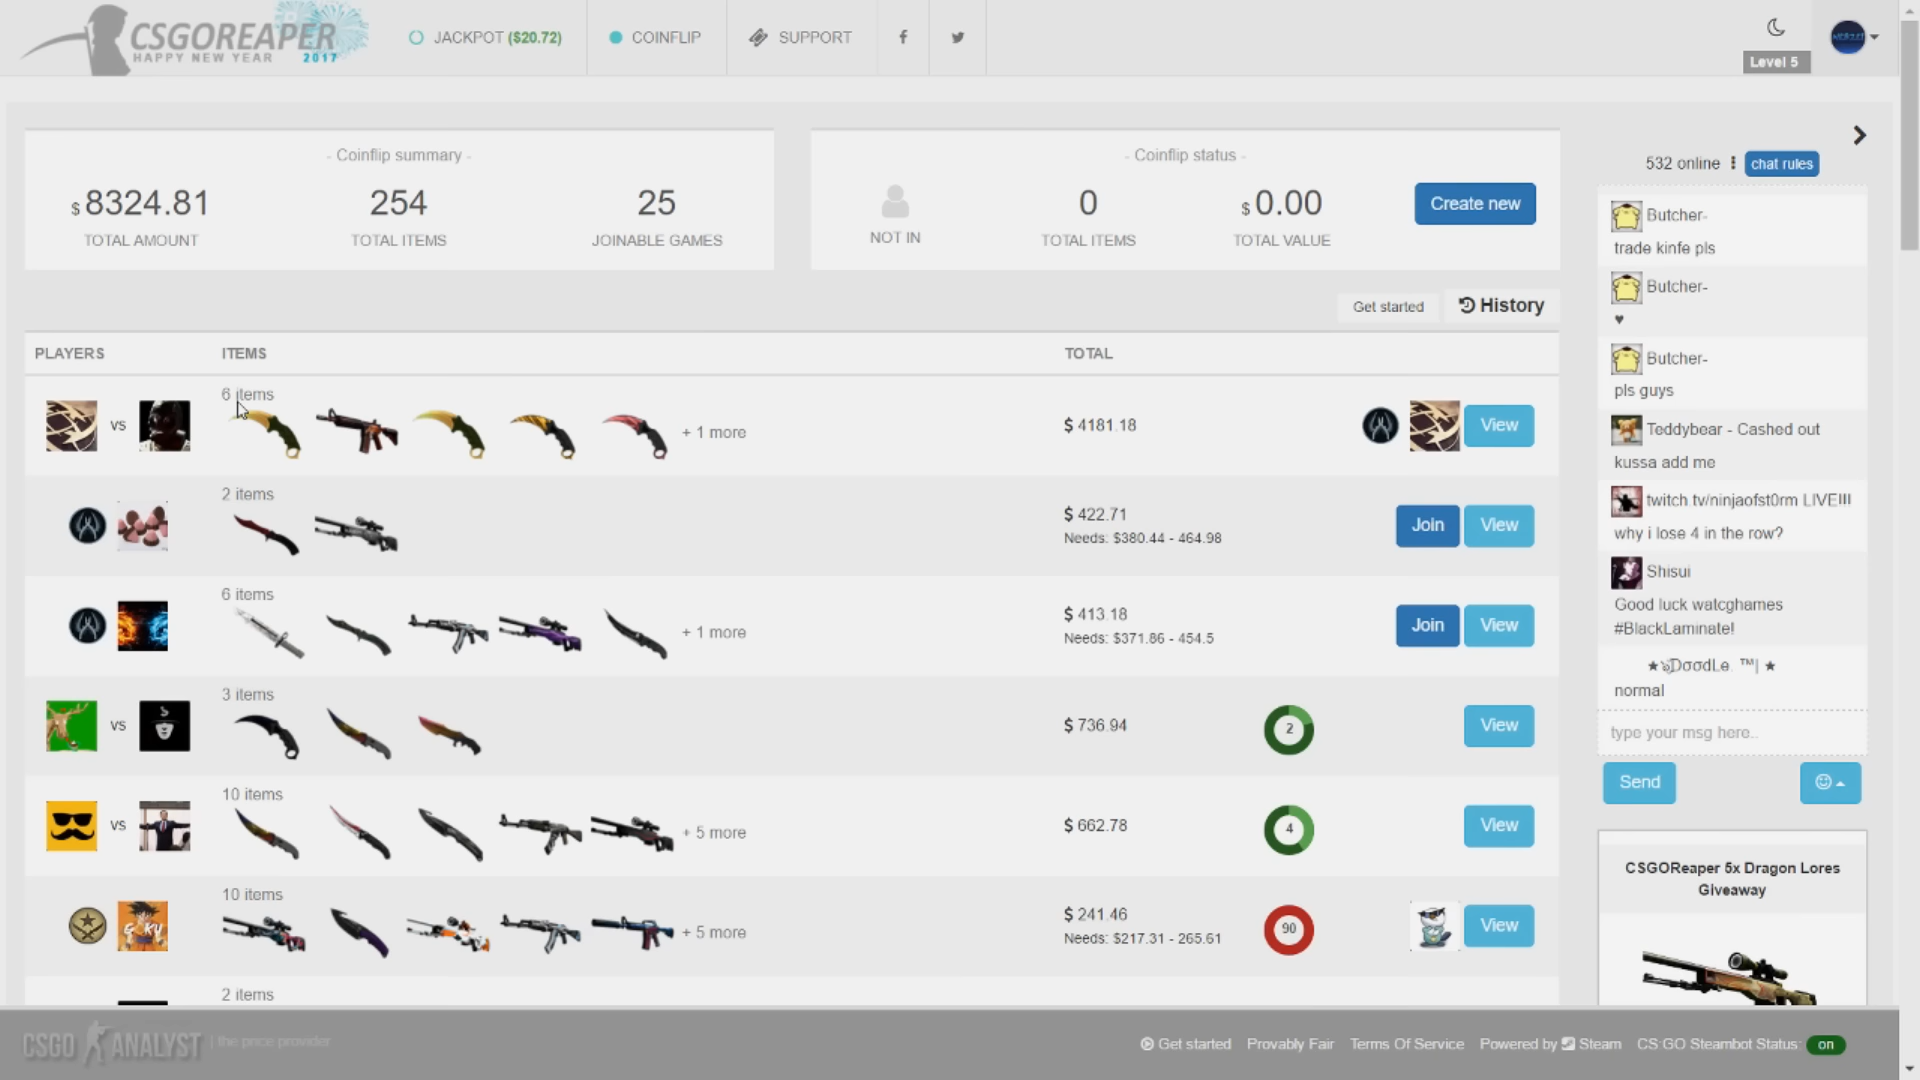 CSGOREAPER
HAPPY NEW YEAR 2017
JACKPOT ($20.72)
COINFLIP
SUPPORT
Level 5
- Coinflip summary -
$ 8324.81
254
25
TOTAL AMOUNT
TOTAL ITEMS
JOINABLE GAMES
- Coinflip status -
0
$ 0.00
Create new
NOT IN
TOTAL ITEMS
TOTAL VALUE
Get started
History
PLAYERS
ITEMS
TOTAL
6 items
vs
+ 1 more
$ 4181.18
View
2 items
$ 422.71
Needs: $380.44 - 464.98
Join
View
6 items
+ 1 more
$ 413.18
Needs: $371.86 - 454.5
Join
View
3 items
vs
$ 736.94
2
View
10 items
vs
+ 5 more
$ 662.78
4
View
10 items
GOKU
+ 5 more
$ 241.46
Needs: $217.31 - 265.61
90
View
2 items
532 online
chat rules
Butcher-
trade kinfe pls
Butcher-
♥
Butcher-
pls guys
Teddybear - Cashed out
kussa add me
twitch tv/ninjaofst0rm LIVE!!!
why i lose 4 in the row?
Shisui
Good luck watcghames
#BlackLaminate!
normal
type your msg here..
Send
CSGOReaper 5x Dragon Lores
Giveaway
CSGO ANALYST | the price provider
Get started
Provably Fair
Terms Of Service
Powered by Steam
CS GO Steambot Status:
on